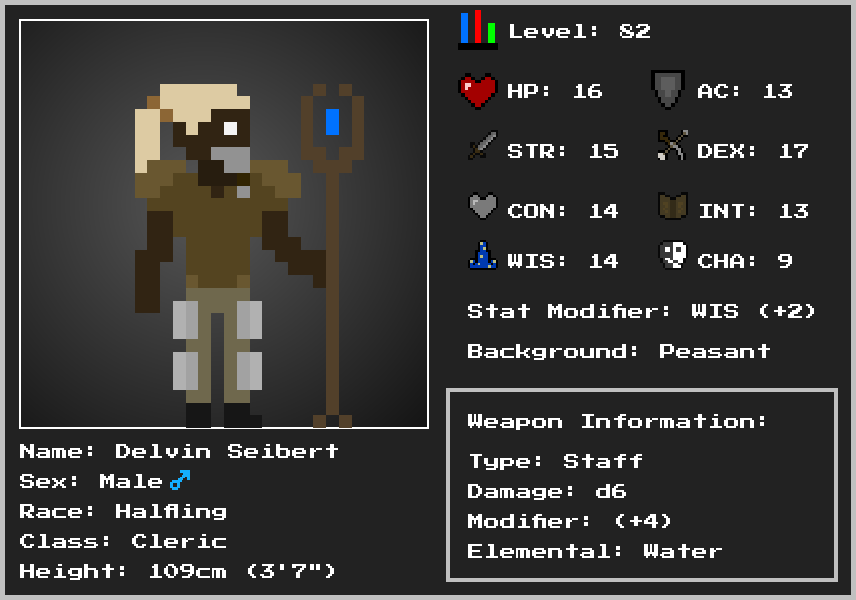 Level: 82
HP: 16 AC: 13
STR: 15 DEX: 17
CON: 14 INT: 13
WIS: 14 CHA: 9
Stat Modifier: WIS (+2)
Background: Peasant
Weapon Information:
Type: Staff
Damage: d6
Modifier: (+4)
Elemental: Water
Name: Delvin Seibert
Sex: Male♂
Race: Halfling
Class: Cleric
Height: 109cm (3'7")